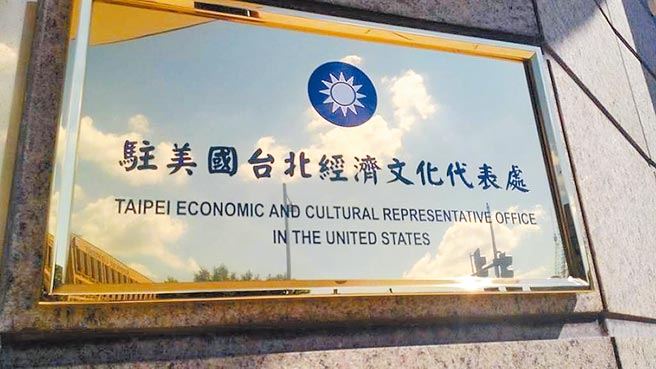 駐美國台北經濟文化代表處
TAIPEI ECONOMIC AND CULTURAL REPRESENTATIVE OFFICE
IN THE UNITED STATES